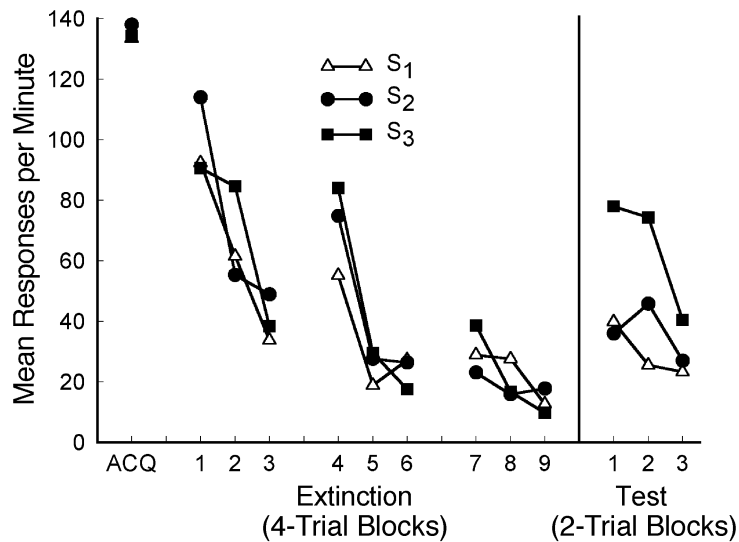 Mean Responses per Minute
140
120
100
80
60
40
20
0
S1
S2
S3
ACQ 1 2 3 4 5 6 7 8 9 1 2 3
Extinction
(4-Trial Blocks)
Test
(2-Trial Blocks)